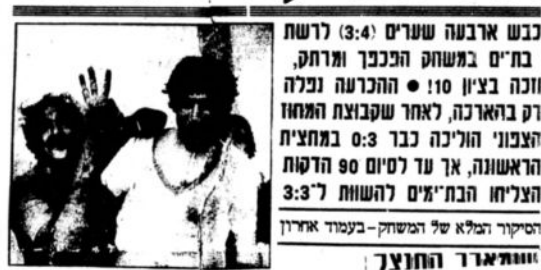 כבש ארבעה שערים (3:4) לרשת
בת־ים במשחק הפכפך ומרתק,
וזכה בציון 10! ● ההכרעה נפלה
רק בהארכה, לאחר שקבוצת המחוז
הצפוני הוליכה כבר 0:3 במחצית
הראשונה, אך עד לסיום 90 הדקות
הצליחו הבת־ימים להשוות ל־3:3
הסיקור המלא של המשחק – בעמוד אחרון